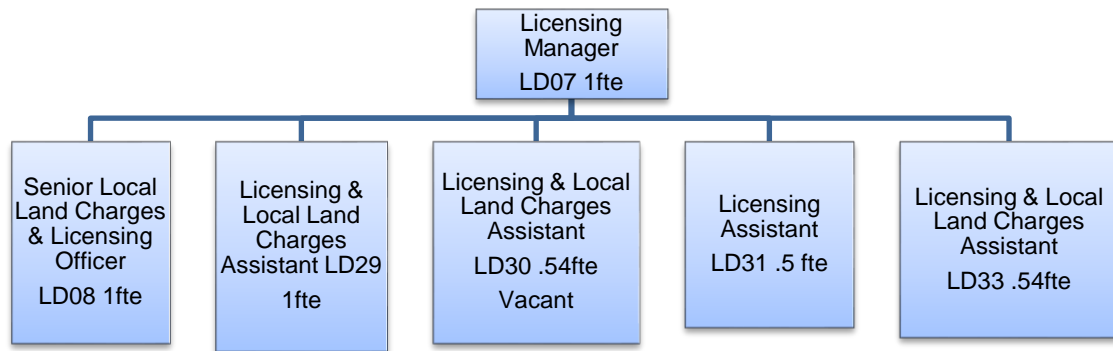 Licensing
Manager
LD07 1fte
Senior Local
Land Charges
& Licensing
Officer
LD08 1fte
Licensing &
Local Land
Charges
Assistant LD29
1fte
Licensing & Local
Land Charges
Assistant
LD30 .54fte
Vacant
Licensing
Assistant
LD31 .5 fte
Licensing & Local
Land Charges
Assistant
LD33 .54fte